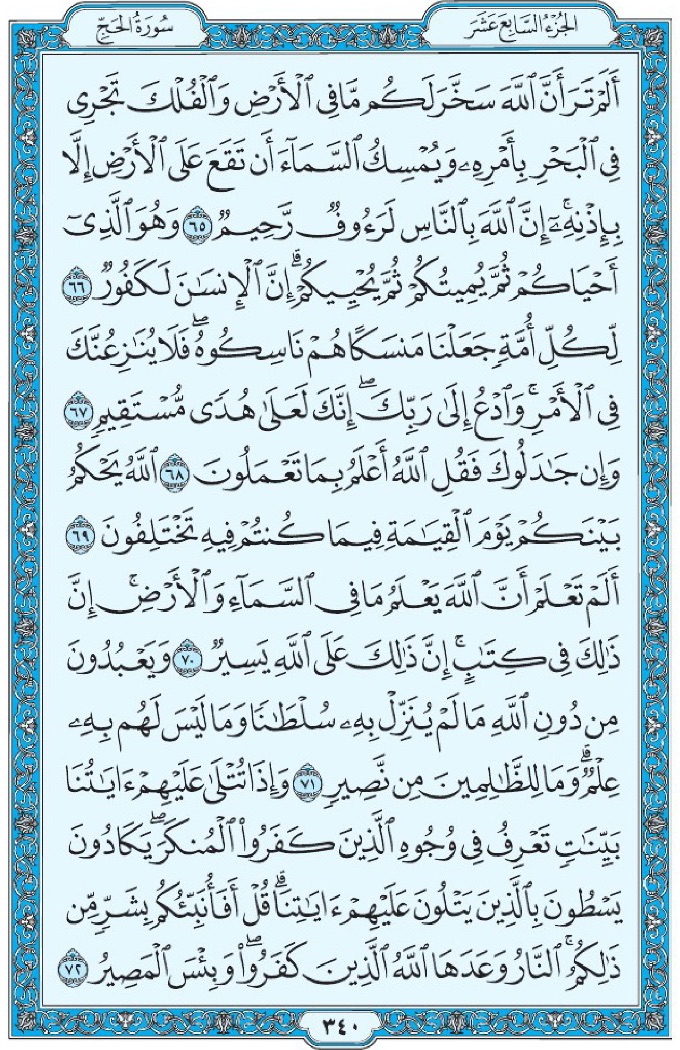 الجزء السابع عشر
سورة الحج
أَلَمْ تَرَ أَنَّ ٱللَّهَ سَخَّرَ لَكُم مَّا فِى ٱلْأَرْضِ وَٱلْفُلْكَ تَجْرِى
فِى ٱلْبَحْرِ بِأَمْرِهِۦ وَيُمْسِكُ ٱلسَّمَآءَ أَن تَقَعَ عَلَى ٱلْأَرْضِ إِلَّا
بِإِذْنِهِۦٓ ۗ إِنَّ ٱللَّهَ بِٱلنَّاسِ لَرَءُوفٌ رَّحِيمٌ ٦٥ وَهُوَ ٱلَّذِىٓ
أَحْيَاكُمْ ثُمَّ يُمِيتُكُمْ ثُمَّ يُحْيِيكُمْ ۗ إِنَّ ٱلْإِنسَٰنَ لَكَفُورٌ ٦٦
لِّكُلِّ أُمَّةٍ جَعَلْنَا مَنسَكًا هُمْ نَاسِكُوهُ ۖ فَلَا يُنَٰزِعُنَّكَ
فِى ٱلْأَمْرِ ۚ وَٱدْعُ إِلَىٰ رَبِّكَ ۖ إِنَّكَ لَعَلَىٰ هُدًى مُّسْتَقِيمٍ ٦٧
وَإِن جَٰدَلُوكَ فَقُلِ ٱللَّهُ أَعْلَمُ بِمَا تَعْمَلُونَ ٦٨ ٱللَّهُ يَحْكُمُ
بَيْنَكُمْ يَوْمَ ٱلْقِيَٰمَةِ فِيمَا كُنتُمْ فِيهِ تَخْتَلِفُونَ ٦٩
أَلَمْ تَعْلَمْ أَنَّ ٱللَّهَ يَعْلَمُ مَا فِى ٱلسَّمَآءِ وَٱلْأَرْضِ ۗ إِنَّ
ذَٰلِكَ فِى كِتَٰبٍ ۚ إِنَّ ذَٰلِكَ عَلَى ٱللَّهِ يَسِيرٌ ٧٠ وَيَعْبُدُونَ
مِن دُونِ ٱللَّهِ مَا لَمْ يُنَزِّلْ بِهِۦ سُلْطَٰنًا وَمَا لَيْسَ لَهُم بِهِۦ
عِلْمٌ ۗ وَمَا لِلظَّٰلِمِينَ مِن نَّصِيرٍ ٧١ وَإِذَا تُتْلَىٰ عَلَيْهِمْ ءَايَٰتُنَا
بَيِّنَٰتٍ تَعْرِفُ فِى وُجُوهِ ٱلَّذِينَ كَفَرُوا۟ ٱلْمُنكَرَ ۖ يَكَادُونَ
يَسْطُونَ بِٱلَّذِينَ يَتْلُونَ عَلَيْهِمْ ءَايَٰتِنَا ۗ قُلْ أَفَأُنَبِّئُكُم بِشَرٍّ مِّن
ذَٰلِكُمُ ۗ ٱلنَّارُ وَعَدَهَا ٱللَّهُ ٱلَّذِينَ كَفَرُوا۟ ۖ وَبِئْسَ ٱلْمَصِيرُ ٧٢
٣٤٠